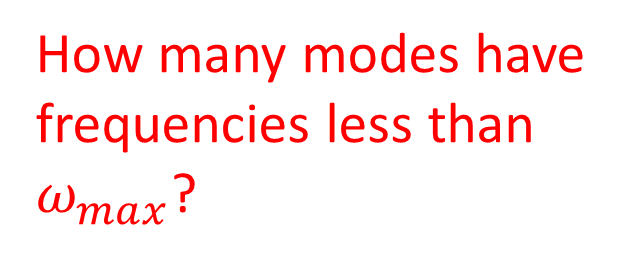 How many modes have
frequencies less than
𝜔𝑚𝑎𝑥?